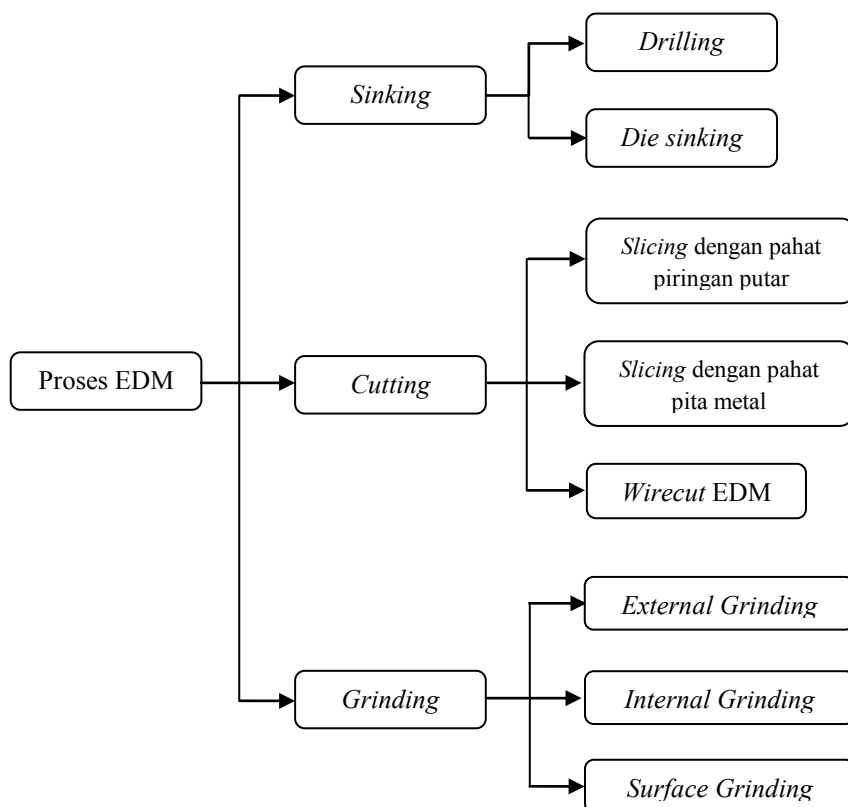 Proses EDM
Sinking
Drilling
Die sinking
Cutting
Slicing dengan pahat
piringan putar
Slicing dengan pahat
pita metal
Wirecut EDM
Grinding
External Grinding
Internal Grinding
Surface Grinding